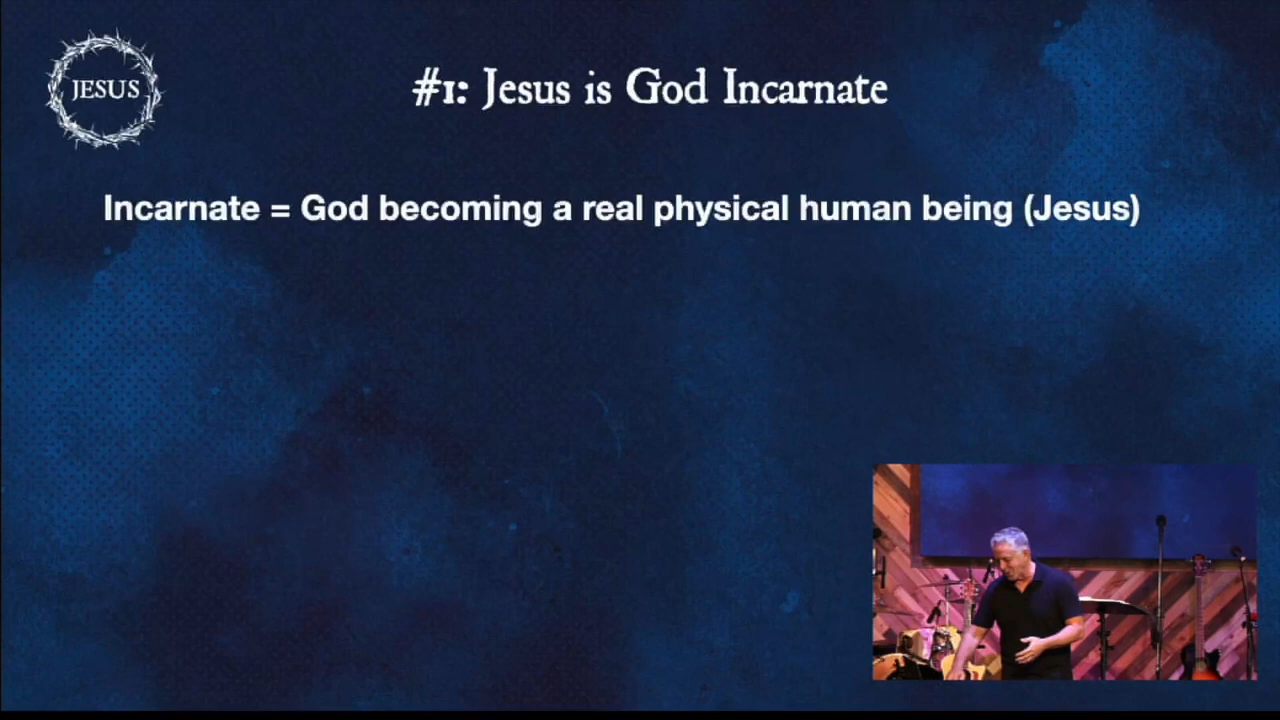 JESUS
#1: Jesus is God Incarnate
Incarnate = God becoming a real physical human being (Jesus)